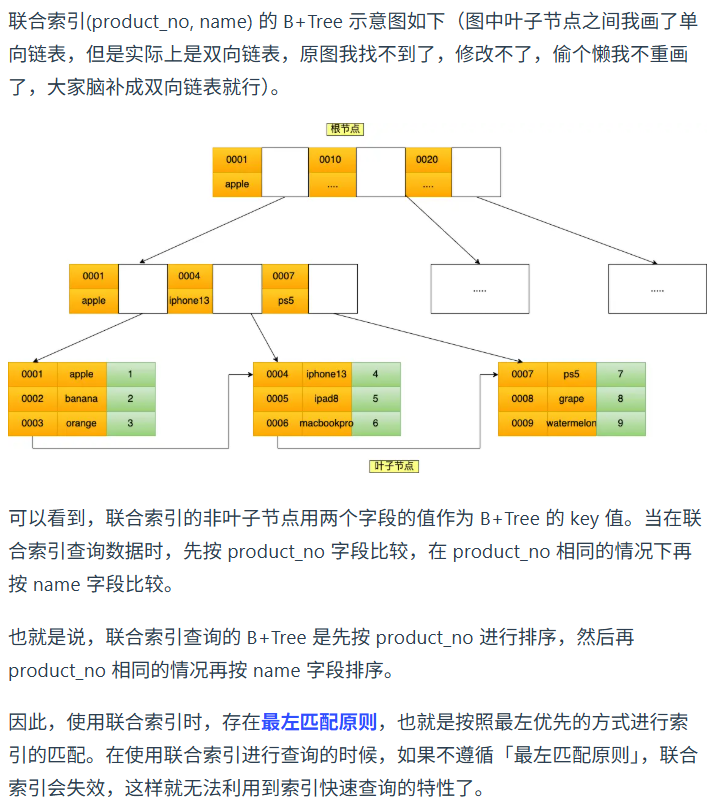 联合索引(product_no, name) 的 B+Tree 示意图如下（图中叶子节点之间我画了单
向链表，但是实际上是双向链表，原图我找不到了，修改不了，偷个懒我不重画
了，大家脑补成双向链表就行）。
根节点
0001 0010 0020
apple .... ....
0001 0004 0007
apple iphone13 ps5
..... .....
0001 apple 1 0004 iphone13 4 0007 ps5 7
0002 banana 2 0005 ipad8 5 0008 grape 8
0003 orange 3 0006 macbookpro 6 0009 watermelon 9
叶子节点
可以看到，联合索引的非叶子节点用两个字段的值作为 B+Tree 的 key 值。当在联
合索引查询数据时，先按 product_no 字段比较，在 product_no 相同的情况下再
按 name 字段比较。
也就是说，联合索引查询的 B+Tree 是先按 product_no 进行排序，然后再
product_no 相同的情况再按 name 字段排序。
因此，使用联合索引时，存在最左匹配原则，也就是按照最左优先的方式进行索
引的匹配。在使用联合索引进行查询的时候，如果不遵循「最左匹配原则」，联合
索引会失效，这样就无法利用到索引快速查询的特性了。